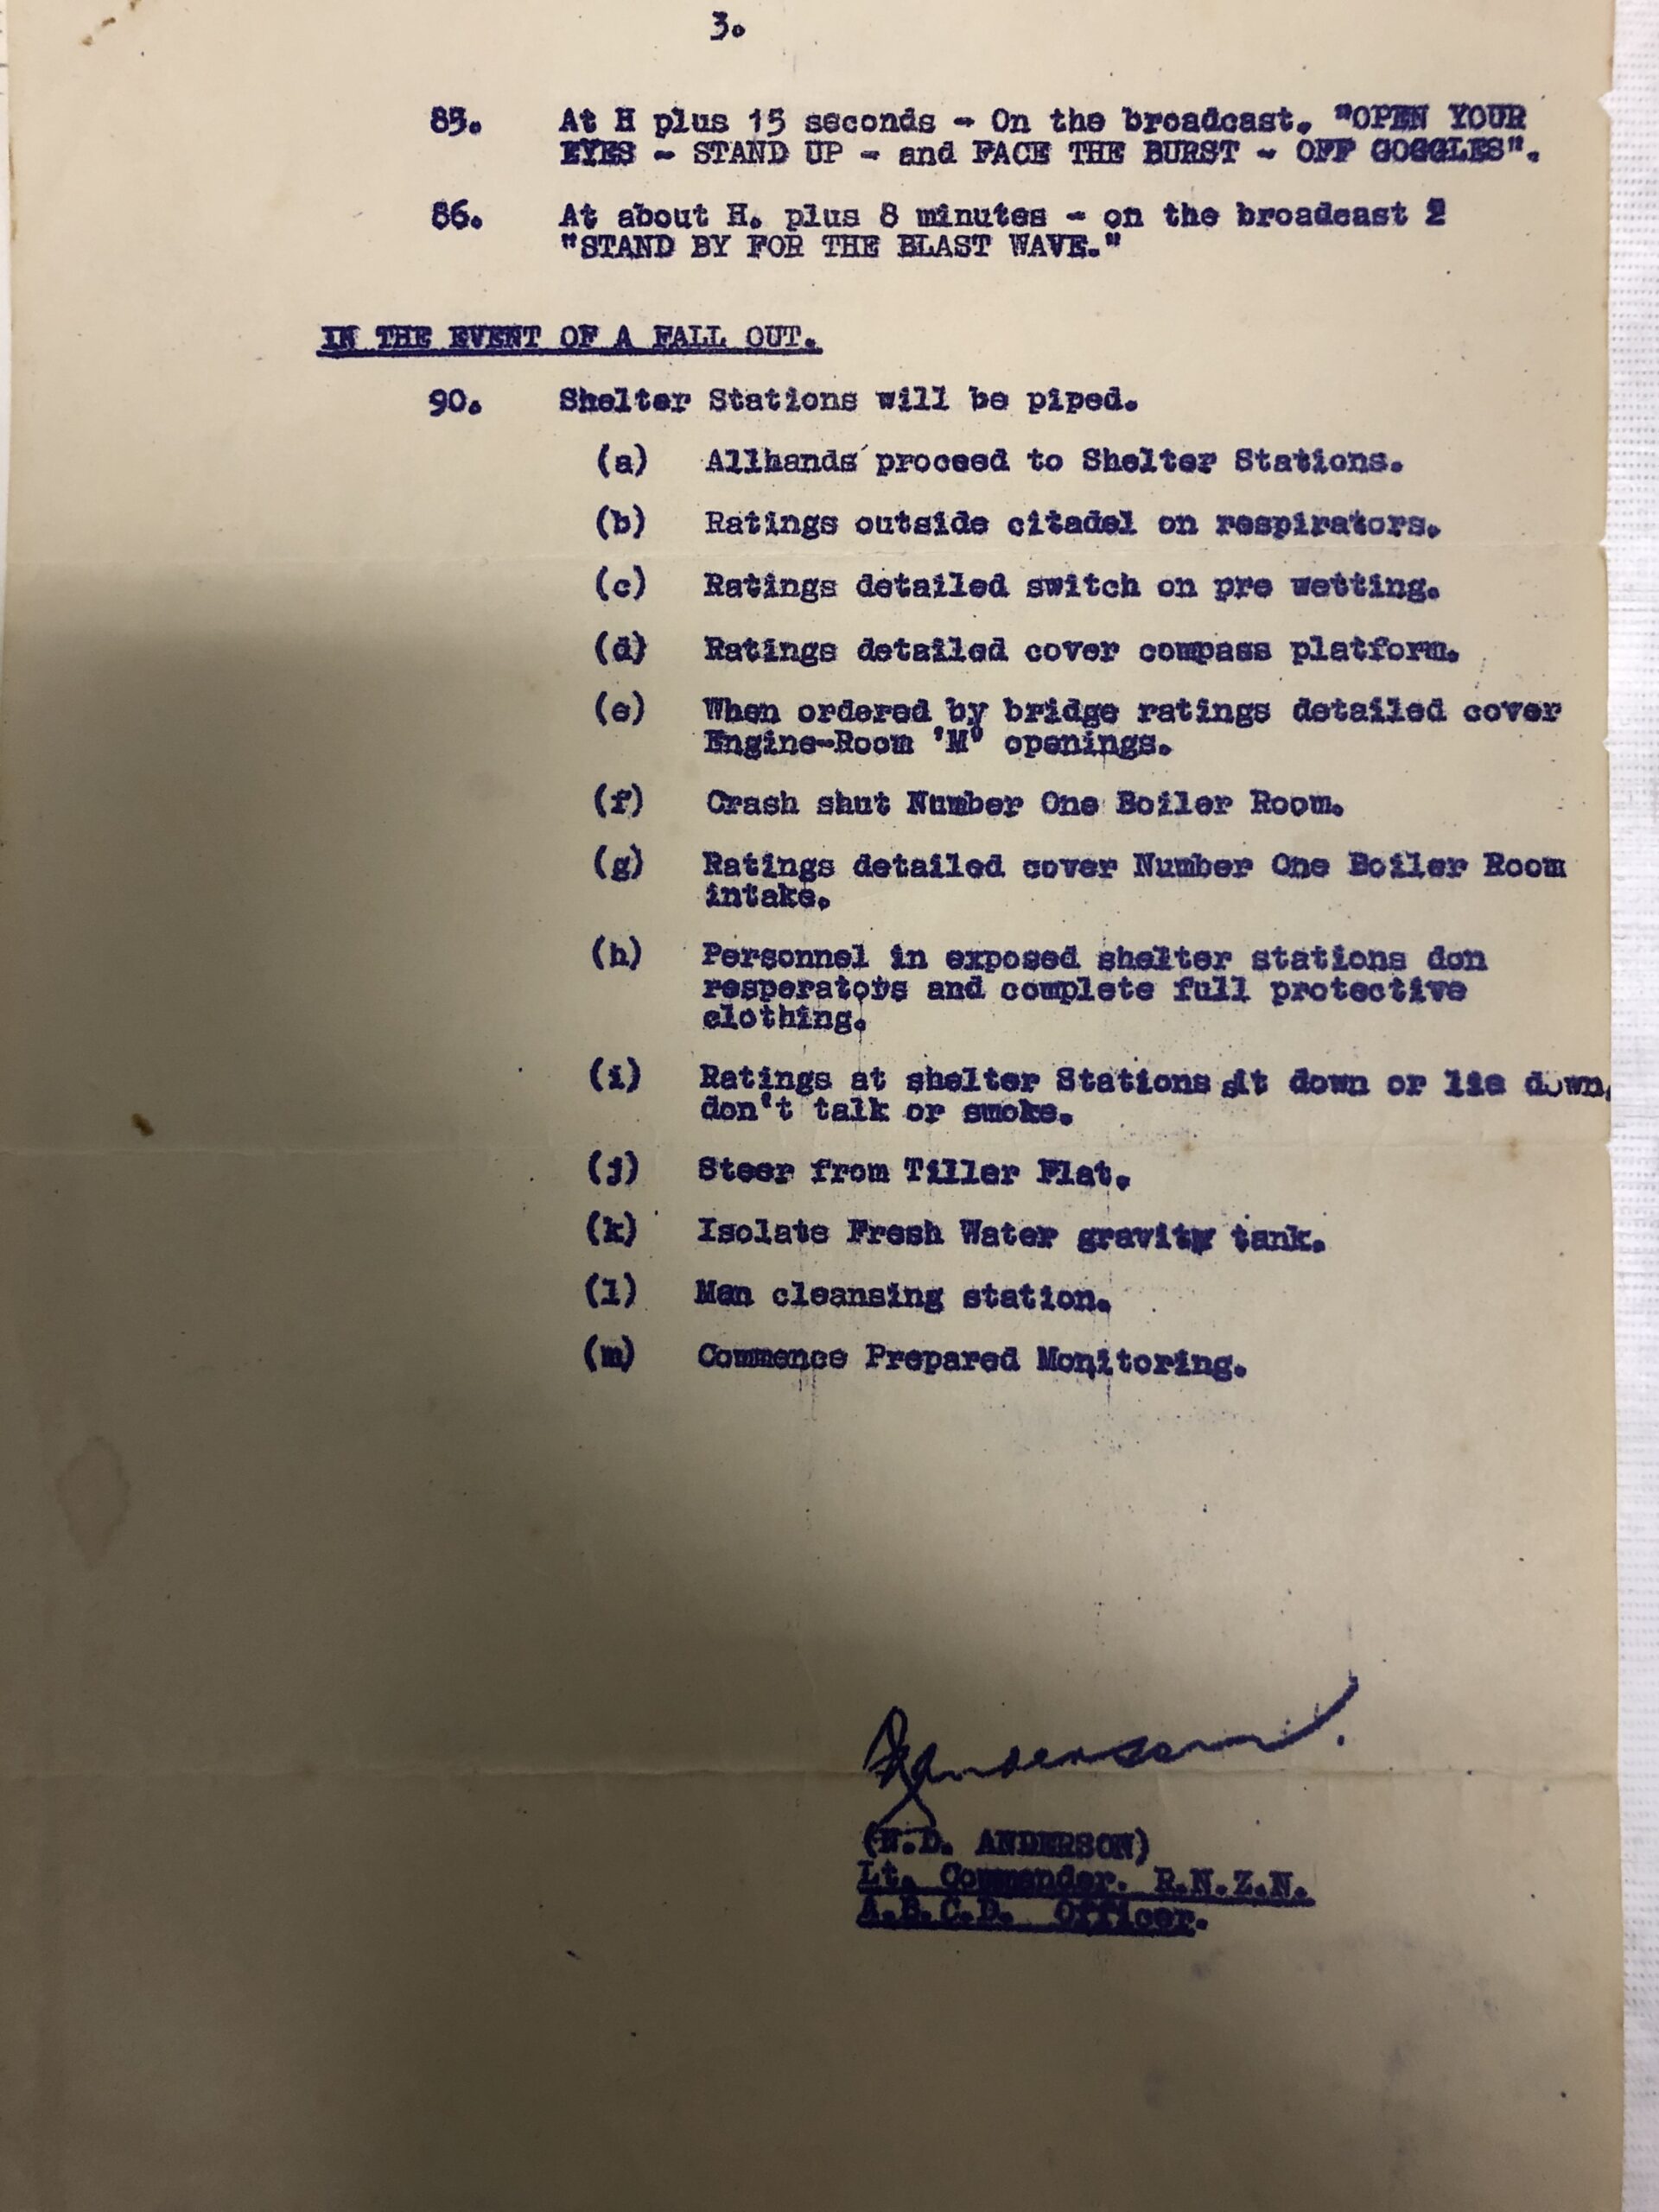 3.
85. At H plus 15 seconds - On the broadcast. "OPEN YOUR
EYES - STAND UP - and FACE THE BURST - OFF GOGGLES".
86. At about H. plus 8 minutes - on the broadcast
"STAND BY FOR THE BLAST WAVE."
IN THE EVENT OF A FALL OUT.
90. Shelter Stations will be piped.
(a) Allhands proceed to Shelter Stations.
(b) Ratings outside citadel on respirators.
(c) Ratings detailed switch on pre wetting.
(d) Ratings detailed cover compass platform.
(e) When ordered by bridge ratings detailed cover
Engine-Room 'M' openings.
(f) Crash shut Number One Boiler Room.
(g) Ratings detailed cover Number One Boiler Room
intake.
(h) Personnel in exposed shelter stations don
resperators and complete full protective
clothing.
(i) Ratings at shelter Stations sit down or lie down,
don't talk or smoke.
(j) Steer from Tiller Flat.
(k) Isolate Fresh Water gravity tank.
(l) Man cleansing station.
(m) Commence Prepared Monitoring.
(N.D. ANDERSON)
Lt. Commander. R.N.Z.N.
A.B.C.D. Officer.